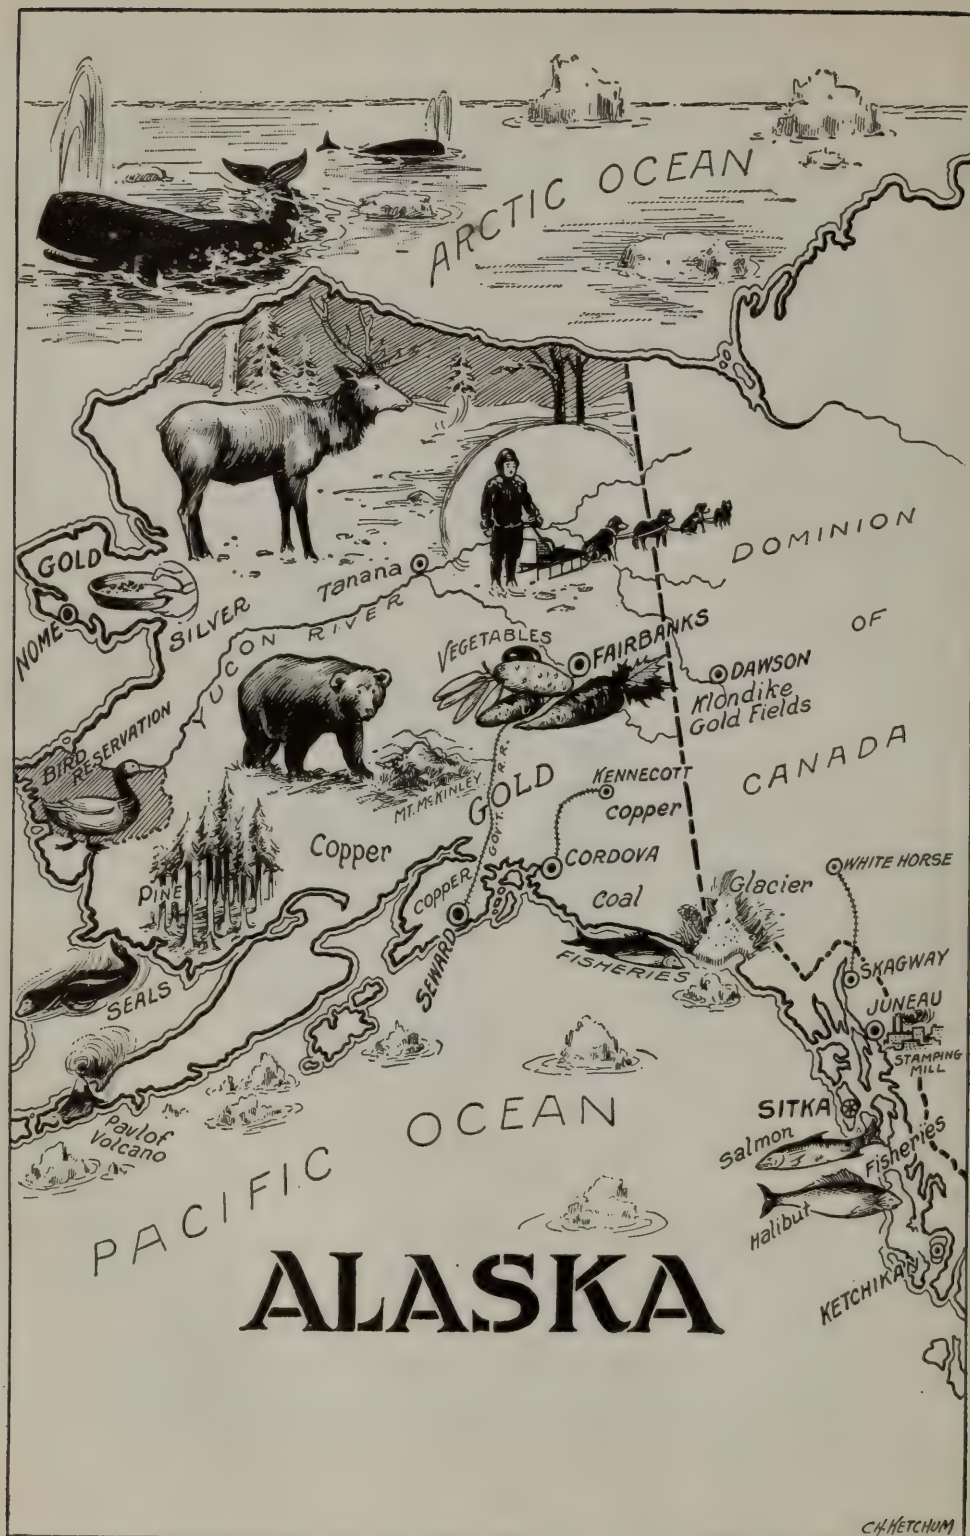 ARCTIC OCEAN
DOMINION
OF
CANADA
GOLD
NOME
SILVER
Tanana
YUCON RIVER
VEGETABLES
FAIRBANKS
DAWSON
Klondike
Gold Fields
BIRD
RESERVATION
MT. McKINLEY
GOLD
GOV'T. R.R.
KENNECOTT
Copper
PINE
Copper
COPPER
CORDOVA
Coal
Glacier
WHITE HORSE
SEWARD
FISHERIES
SKAGWAY
SEALS
JUNEAU
STAMPING
MILL
Pavlof
Volcano
SITKA
Salmon
Fisheries
Halibut
KETCHIKAN
PACIFIC OCEAN
ALASKA
C.H. KETCHUM